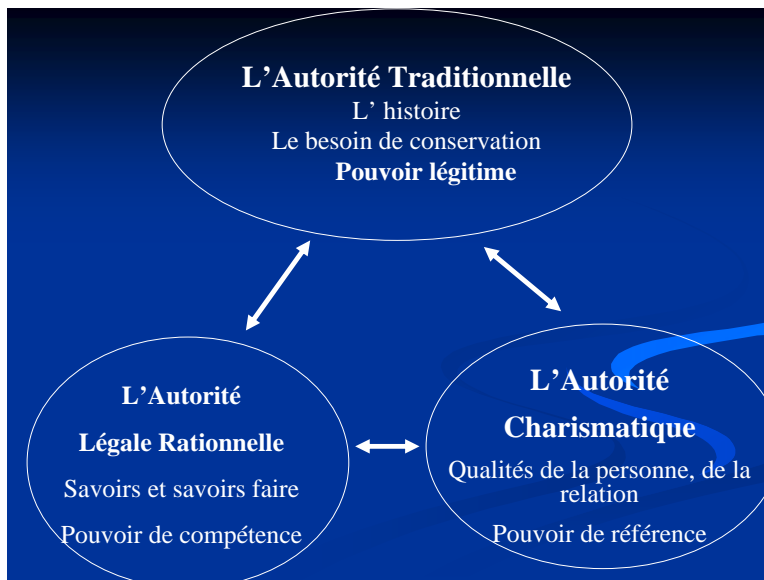 L’Autorité Traditionnelle
L’ histoire
Le besoin de conservation
Pouvoir légitime
L’Autorité
Légale Rationnelle
Savoirs et savoirs faire
Pouvoir de compétence
L’Autorité
Charismatique
Qualités de la personne, de la
relation
Pouvoir de référence